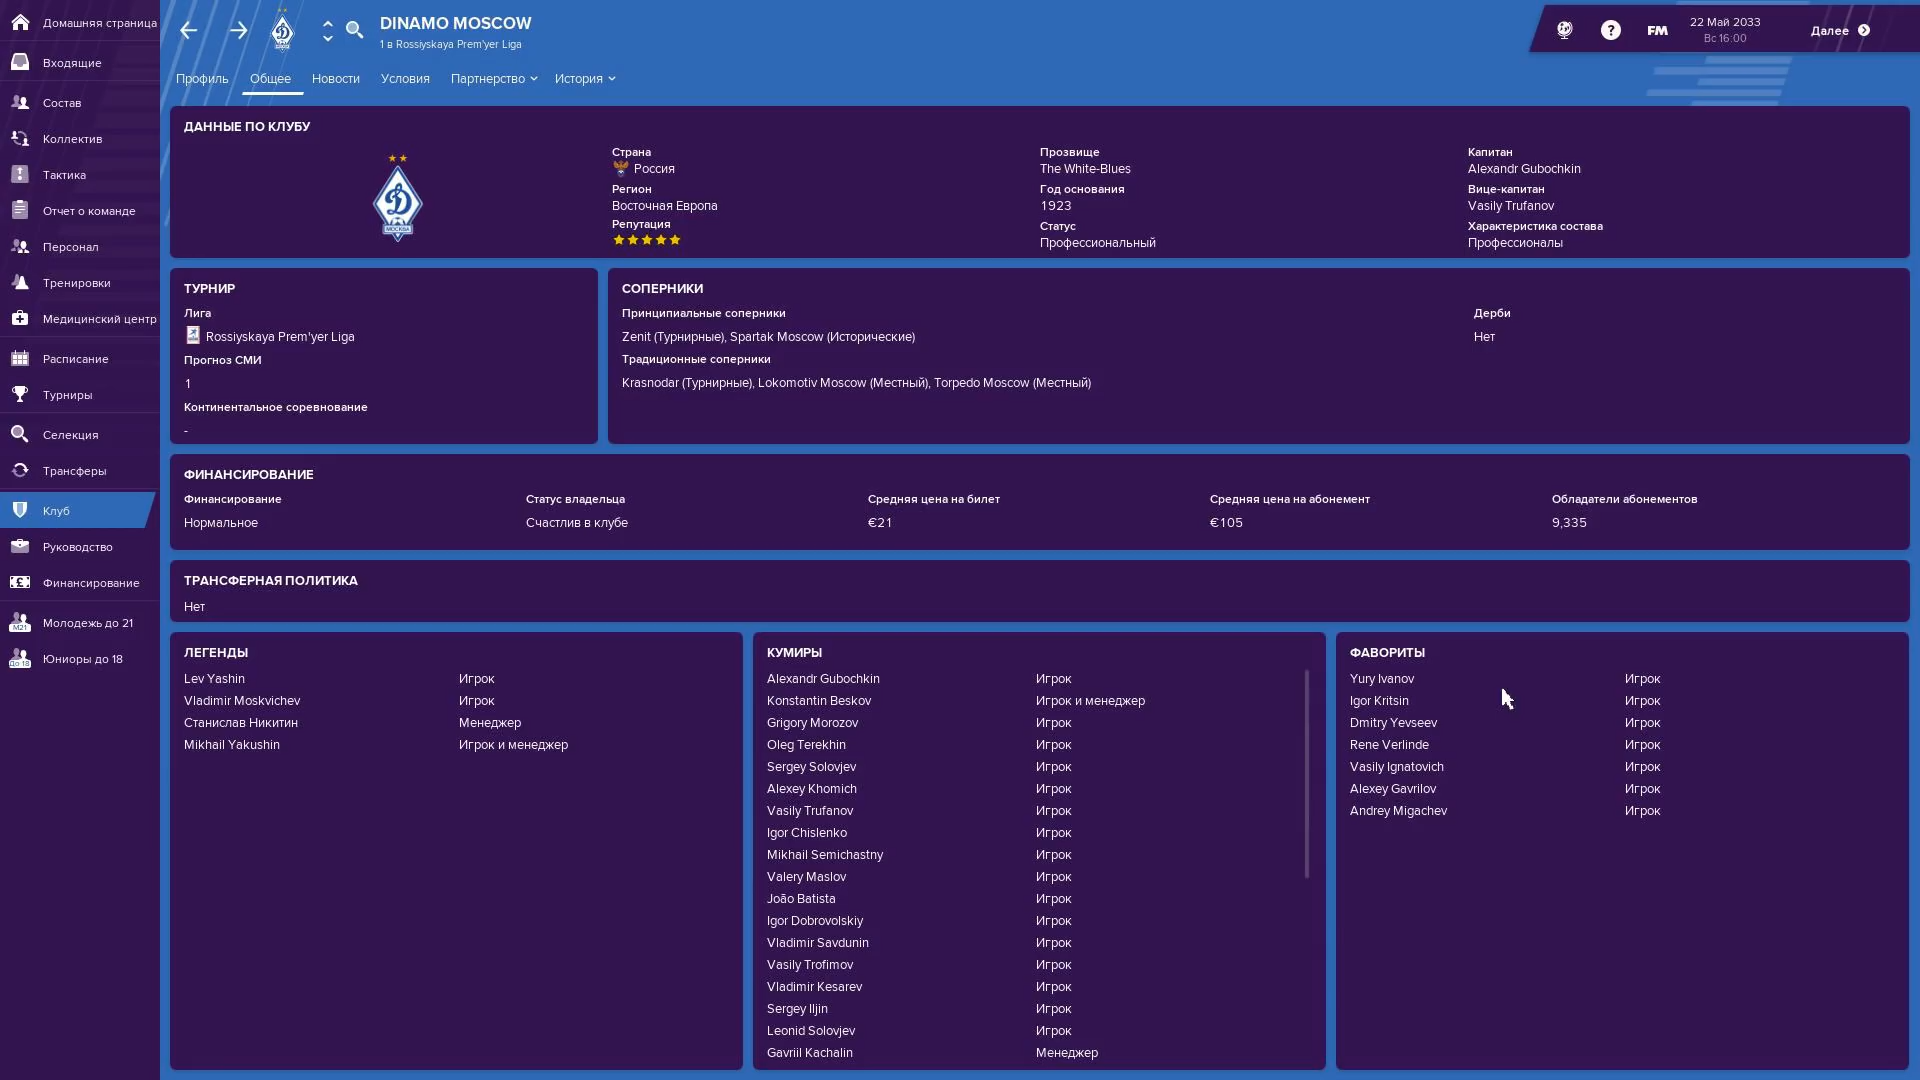 Домашняя страница
Входящие
Состав
Коллектив
Тактика
Отчет о команде
Персонал
Тренировки
Медицинский центр
Расписание
Турниры
Селекция
Трансферы
Клуб
Руководство
Финансирование
Молодежь до 21
Юниоры до 18
DINAMO MOSCOW
1 в Rossiyskaya Prem'yer Liga
FM
22 Май 2033
Вс 16:00
Далее
Профиль Общее Новости Условия Партнерство История
ДАННЫЕ ПО КЛУБУ
МОСКВА
Страна
Россия
Регион
Восточная Европа
Репутация
Прозвище
The White-Blues
Год основания
1923
Статус
Профессиональный
Капитан
Alexandr Gubochkin
Вице-капитан
Vasily Trufanov
Характеристика состава
Профессионалы
ТУРНИР
Лига
Rossiyskaya Prem'yer Liga
Прогноз СМИ
1
Континентальное соревнование
-
СОПЕРНИКИ
Принципиальные соперники
Zenit (Турнирные), Spartak Moscow (Исторические)
Традиционные соперники
Krasnodar (Турнирные), Lokomotiv Moscow (Местный), Torpedo Moscow (Местный)
Дерби
Нет
ФИНАНСИРОВАНИЕ
Финансирование
Нормальное
Статус владельца
Счастлив в клубе
Средняя цена на билет
€21
Средняя цена на абонемент
€105
Обладатели абонементов
9,335
ТРАНСФЕРНАЯ ПОЛИТИКА
Нет
ЛЕГЕНДЫ
Lev Yashin Игрок
Vladimir Moskvichev Игрок
Станислав Никитин Менеджер
Mikhail Yakushin Игрок и менеджер
КУМИРЫ
Alexandr Gubochkin Игрок
Konstantin Beskov Игрок и менеджер
Grigory Morozov Игрок
Oleg Terekhin Игрок
Sergey Solovjev Игрок
Alexey Khomich Игрок
Vasily Trufanov Игрок
Igor Chislenko Игрок
Mikhail Semichastny Игрок
Valery Maslov Игрок
João Batista Игрок
Igor Dobrovolskiy Игрок
Vladimir Savdunin Игрок
Vasily Trofimov Игрок
Vladimir Kesarev Игрок
Sergey Iljin Игрок
Leonid Solovjev Игрок
Gavriil Kachalin Менеджер
ФАВОРИТЫ
Yury Ivanov Игрок
Igor Kritsin Игрок
Dmitry Yevseev Игрок
Rene Verlinde Игрок
Vasily Ignatovich Игрок
Alexey Gavrilov Игрок
Andrey Migachev Игрок